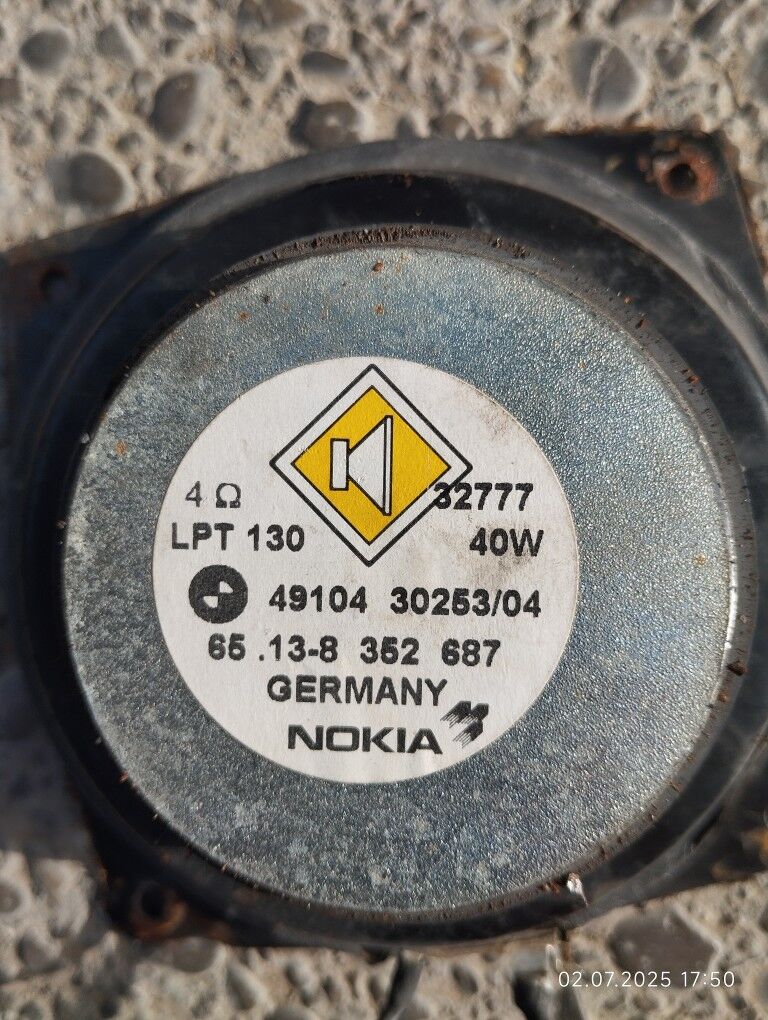 4 Ω 32777
LPT 130 40W
49104 30253/04
65 .13-8 352 687
GERMANY
NOKIA
02.07.2025 17:50